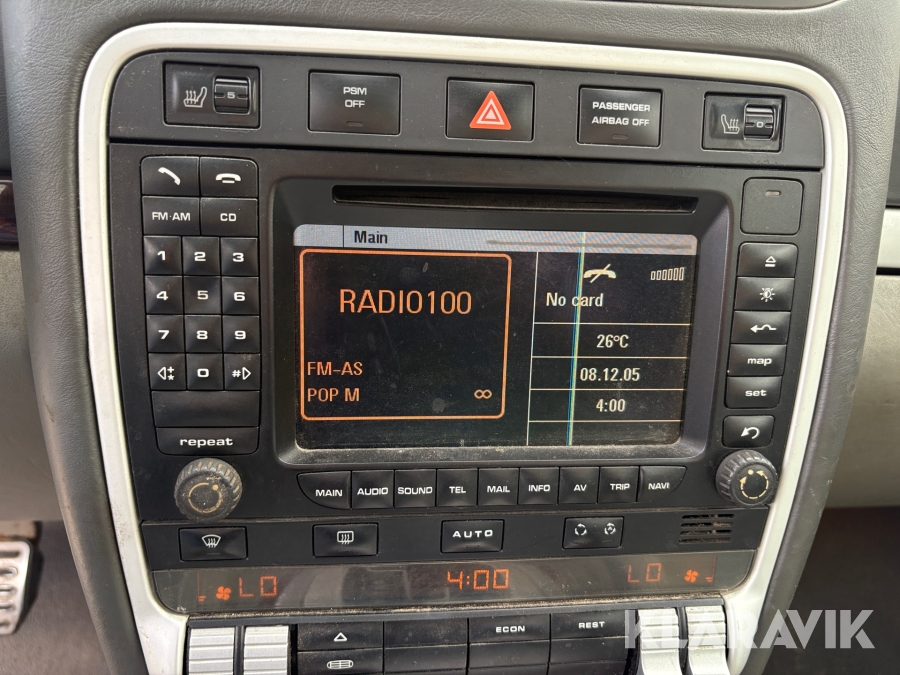 5
PSM
OFF
PASSENGER
AIRBAG OFF
0
FM·AM
CD
1 2 3
4 5 6
7 8 9
* 0 #
repeat
Main
RADIO100
FM-AS
POP M
∞
No card
26°C
08.12.05
4:00
map
set
MAIN AUDIO SOUND TEL MAIL INFO AV TRIP NAVI
AUTO
LO 4:00 LO
ECON REST
KLARAVIK